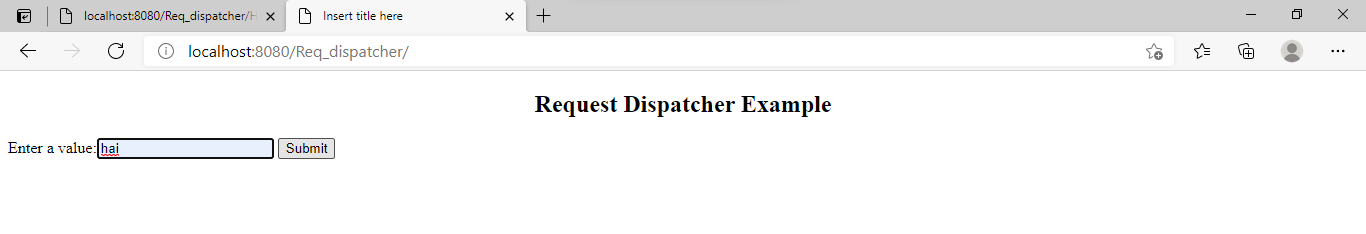 localhost:8080/Req_dispatcher/H
Insert title here
localhost:8080/Req_dispatcher/
Request Dispatcher Example
Enter a value: hai Submit